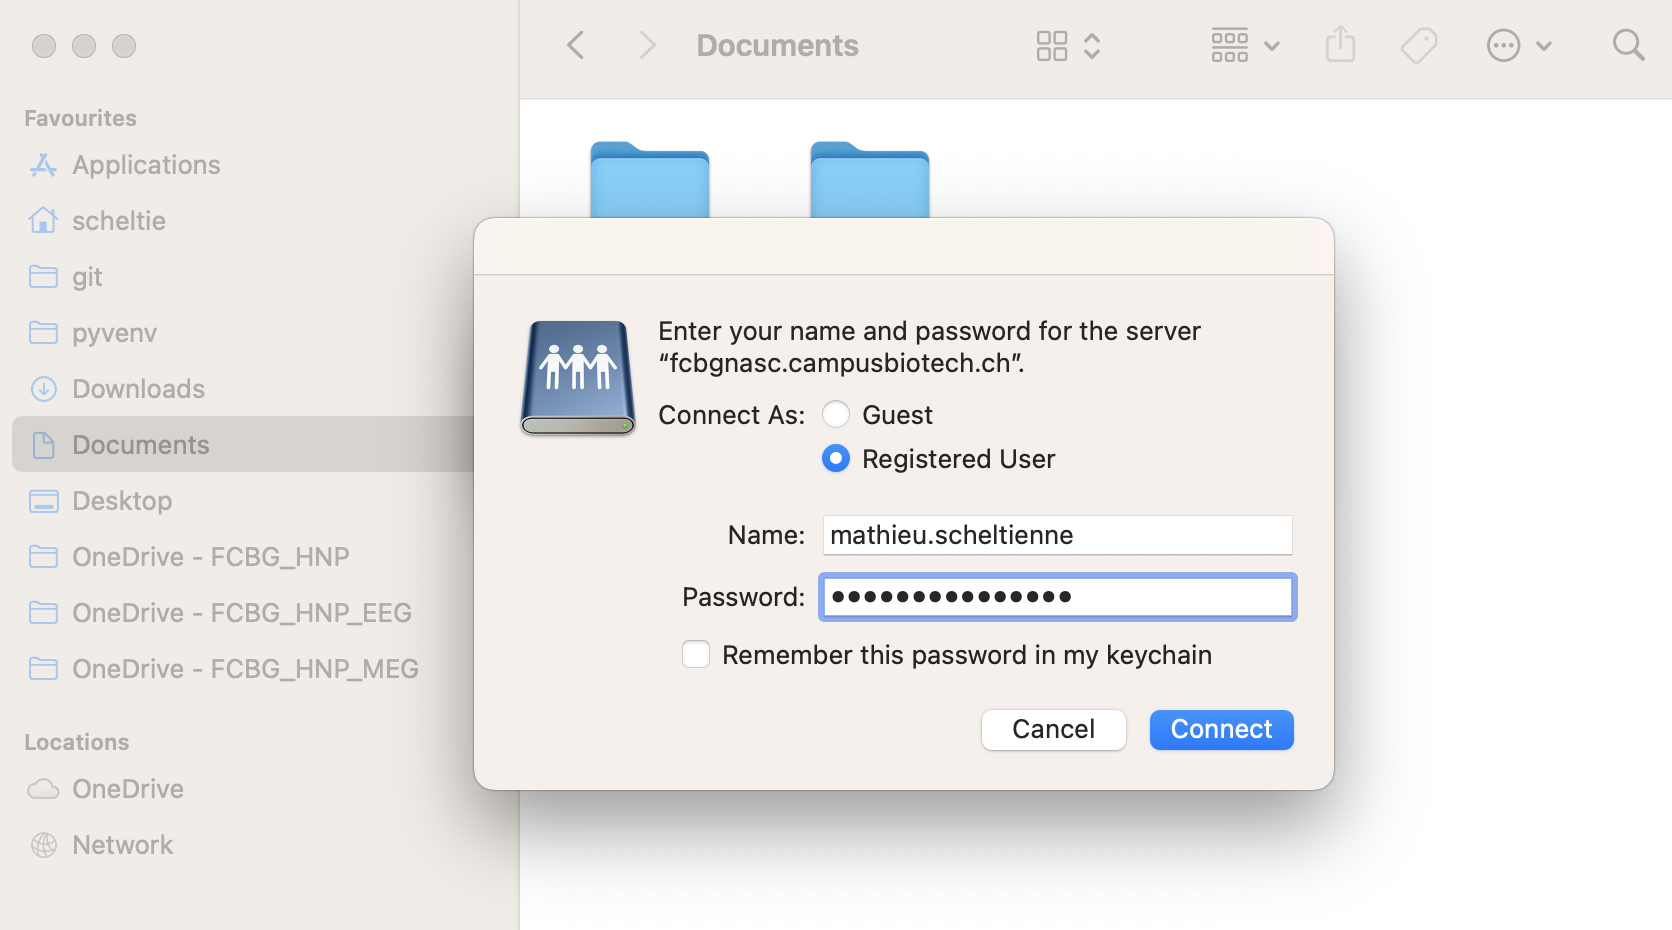 Documents
Favourites
Applications
scheltie
git
pyvenv
Downloads
Documents
Desktop
OneDrive - FCBG_HNP
OneDrive - FCBG_HNP_EEG
OneDrive - FCBG_HNP_MEG
Locations
OneDrive
Network
Enter your name and password for the server
“fcbgnasc.campusbiotech.ch”.
Connect As: Guest
Registered User
Name: mathieu.scheltienne
Password: •••••••••••••••
Remember this password in my keychain
Cancel Connect